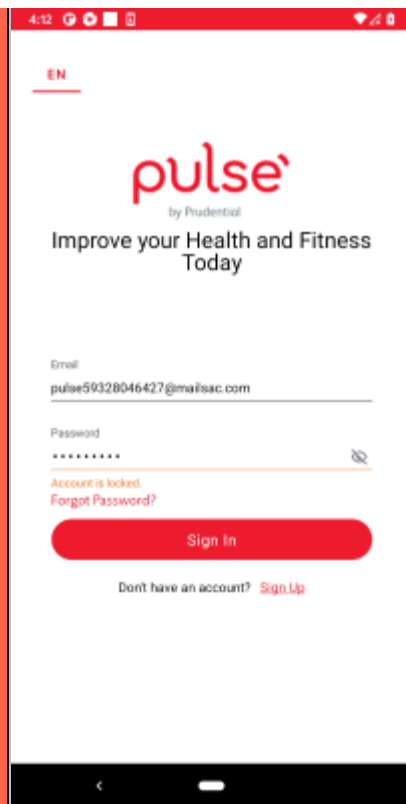 4:12
EN
pulse
by Prudential
Improve your Health and Fitness
Today
Email
pulse59328046427@mailsac.com
Password
Account is locked.
Forgot Password?
Sign In
Don't have an account? Sign Up